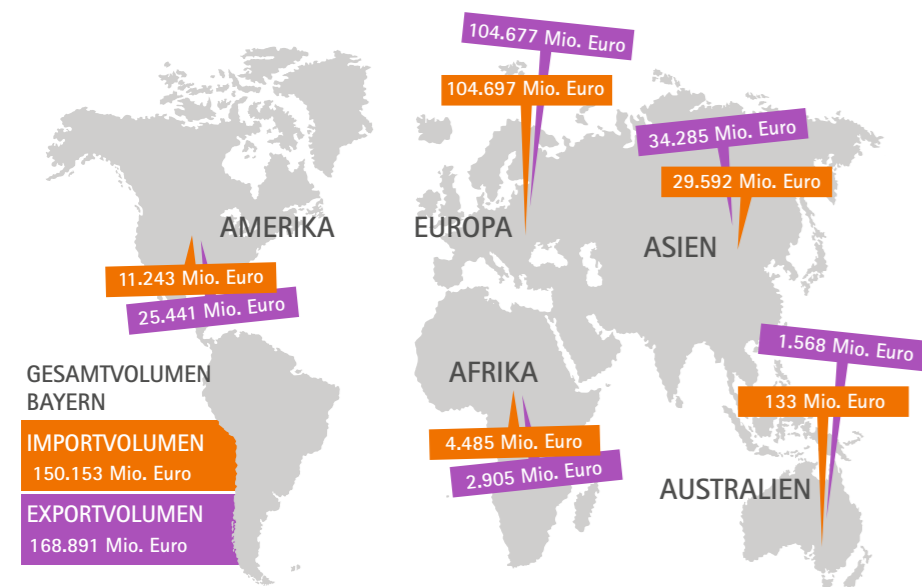 104.677 Mio. Euro
104.697 Mio. Euro
34.285 Mio. Euro
29.592 Mio. Euro
AMERIKA
EUROPA
ASIEN
11.243 Mio. Euro
25.441 Mio. Euro
1.568 Mio. Euro
GESAMTVOLUMEN
BAYERN
AFRIKA
133 Mio. Euro
IMPORTVOLUMEN
150.153 Mio. Euro
4.485 Mio. Euro
2.905 Mio. Euro
AUSTRALIEN
EXPORTVOLUMEN
168.891 Mio. Euro